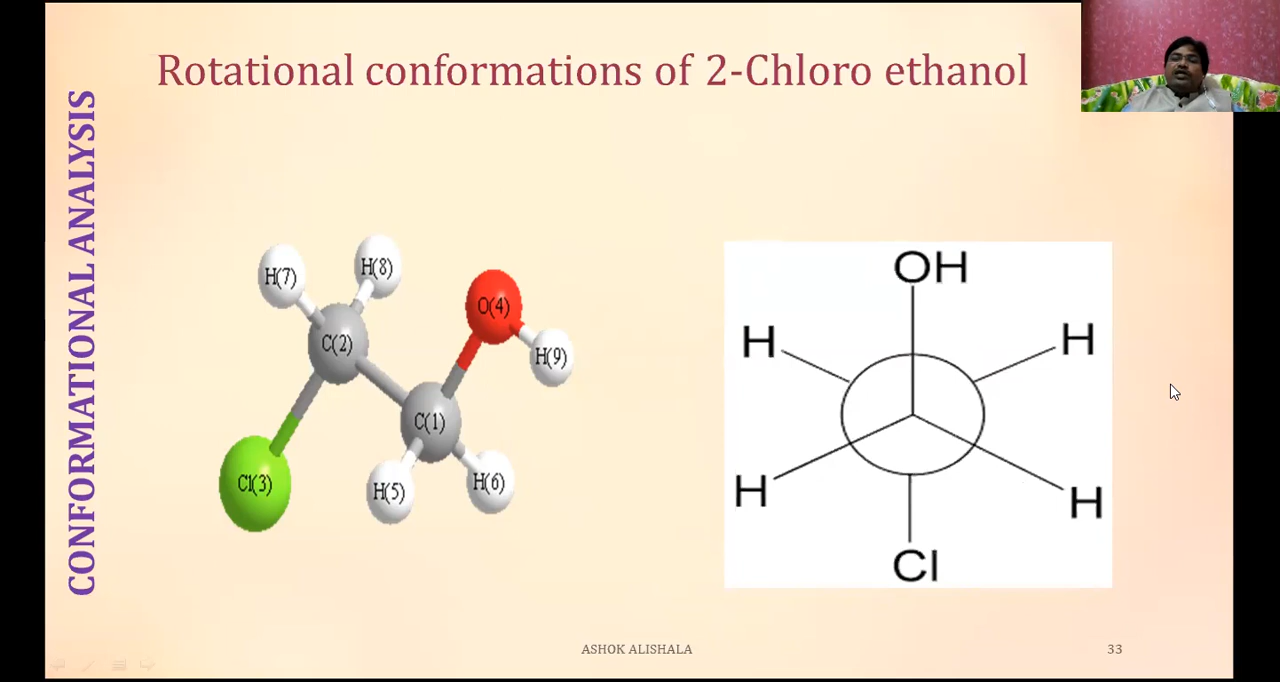 Rotational conformations of 2-Chloro ethanol
CONFORMATIONAL ANALYSIS
H(7)
H(8)
C(2)
O(4)
H(9)
C(1)
Cl(3)
H(5)
H(6)
OH
H
H
H
H
Cl
ASHOK ALISHALA
33